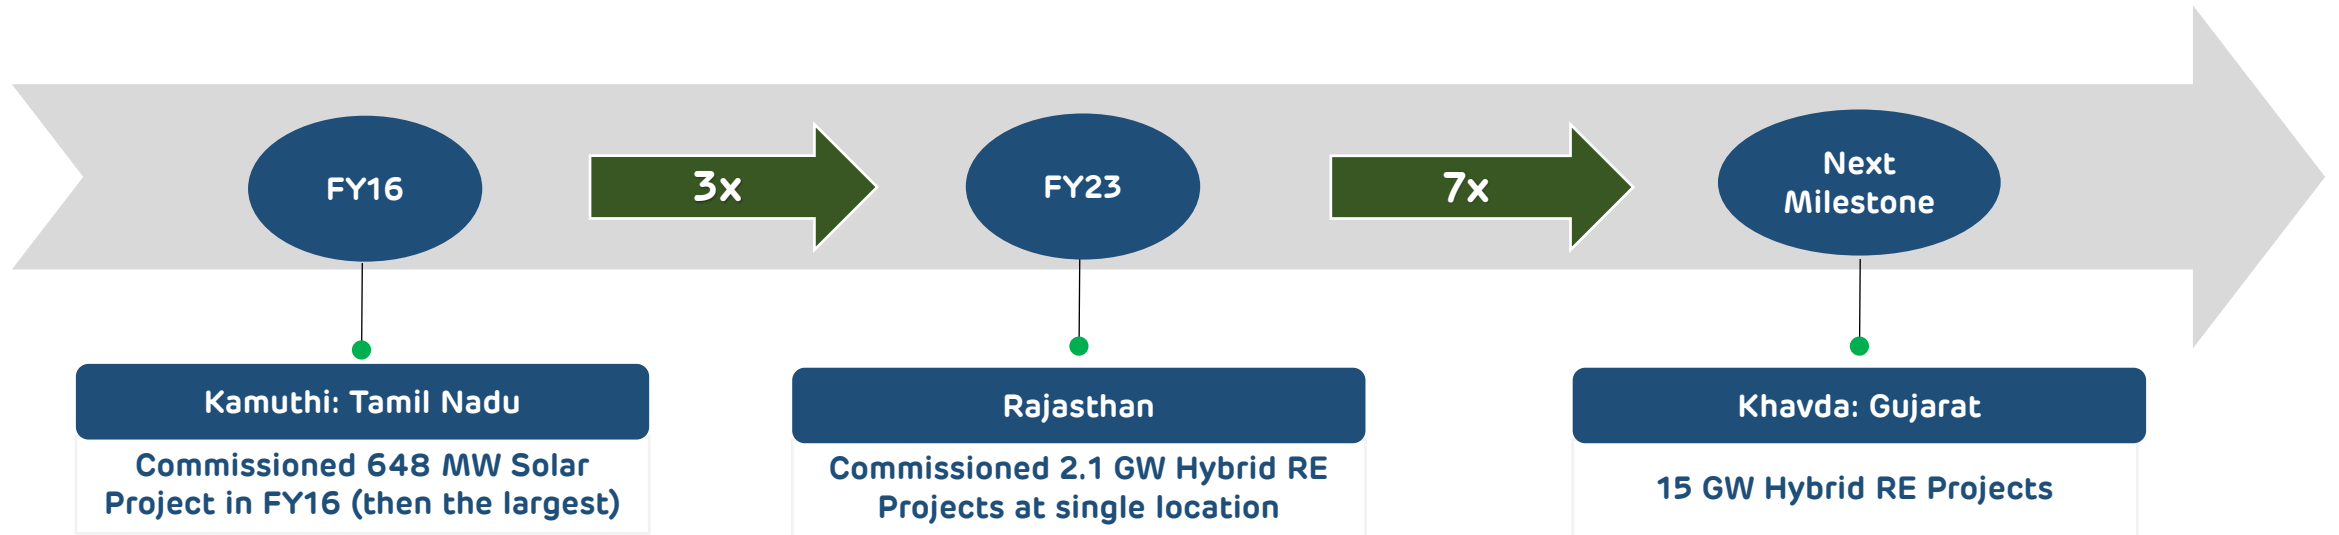 FY16
3x
FY23
7x
Next
Milestone
Kamuthi: Tamil Nadu
Commissioned 648 MW Solar
Project in FY16 (then the largest)
Rajasthan
Commissioned 2.1 GW Hybrid RE
Projects at single location
Khavda: Gujarat
15 GW Hybrid RE Projects